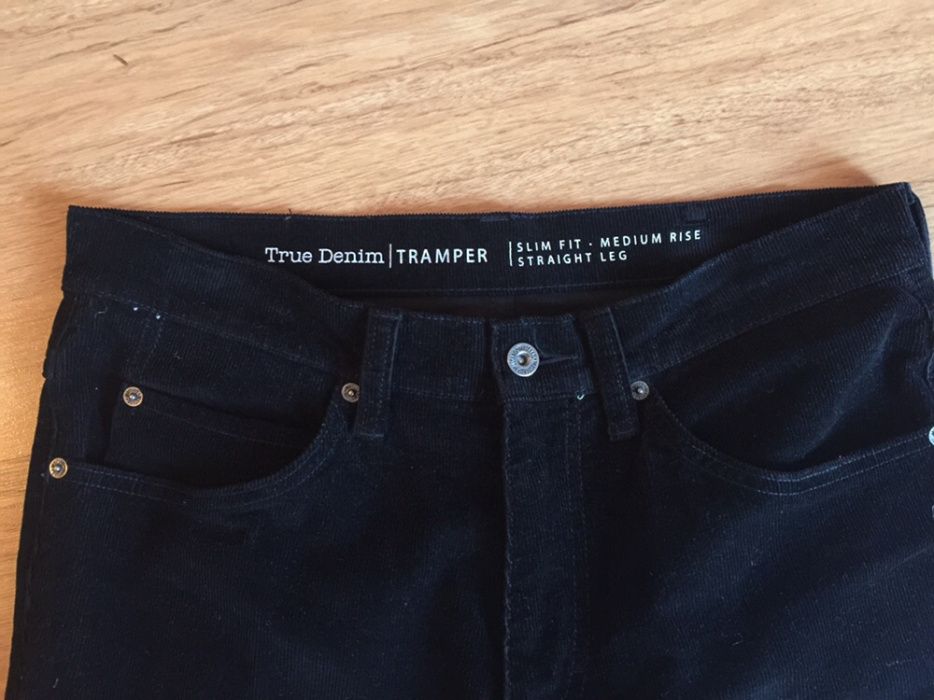 True Denim | TRAMPER | SLIM FIT · MEDIUM RISE
STRAIGHT LEG